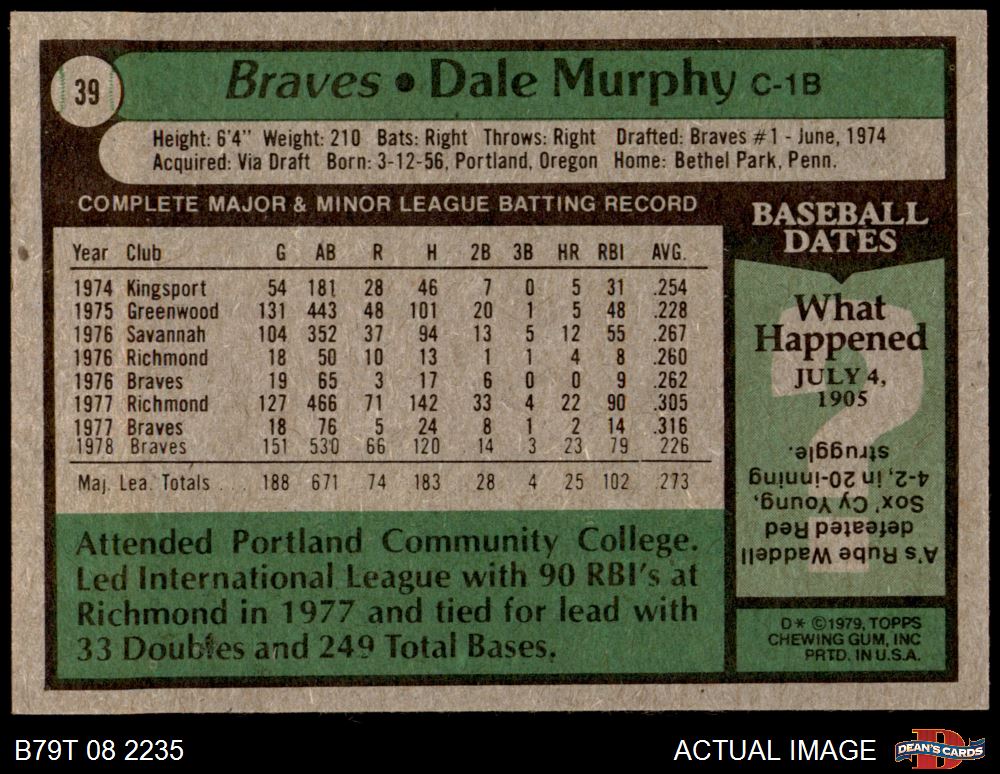 39
Braves • Dale Murphy C-1B
Height: 6'4" Weight: 210 Bats: Right Throws: Right Drafted: Braves #1 - June, 1974
Acquired: Via Draft Born: 3-12-56, Portland, Oregon Home: Bethel Park, Penn.
COMPLETE MAJOR & MINOR LEAGUE BATTING RECORD
Year Club G AB R H 2B 3B HR RBI AVG.
1974 Kingsport 54 181 28 46 7 0 5 31 .254
1975 Greenwood 131 443 48 101 20 1 5 48 .228
1976 Savannah 104 352 37 94 13 5 12 55 .267
1976 Richmond 18 50 10 13 1 1 4 8 .260
1976 Braves 19 65 3 17 6 0 0 9 .262
1977 Richmond 127 466 71 142 33 4 22 90 .305
1977 Braves 18 76 5 24 8 1 2 14 .316
1978 Braves 151 530 66 120 14 3 23 79 .226
Maj. Lea. Totals . . . 188 671 74 183 28 4 25 102 .273
Attended Portland Community College.
Led International League with 90 RBI's at
Richmond in 1977 and tied for lead with
33 Doubles and 249 Total Bases.
BASEBALL
DATES
?
What
Happened
JULY 4,
1905
A's Rube Waddell
defeated Red
Sox' Cy Young,
4-2, in 20-inning
struggle.
D* ©1979, TOPPS
CHEWING GUM, INC
PRTD. IN U.S.A.
B79T 08 2235
ACTUAL IMAGE
D
DEAN'S CARDS